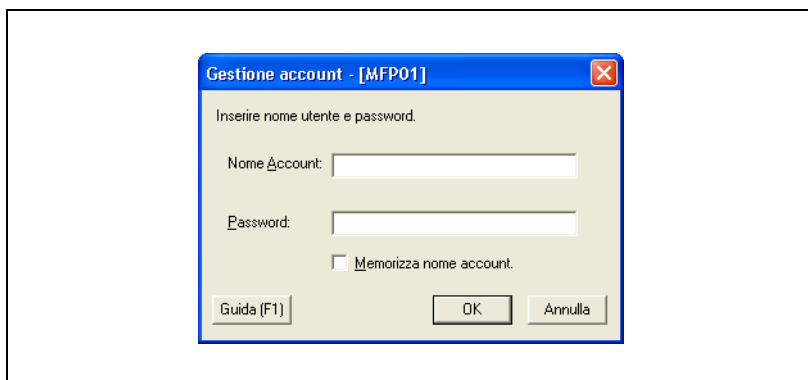 Gestione account - [MFP01]
Inserire nome utente e password.
Nome Account:
Password:
Memorizza nome account.
Guida (F1) OK Annulla